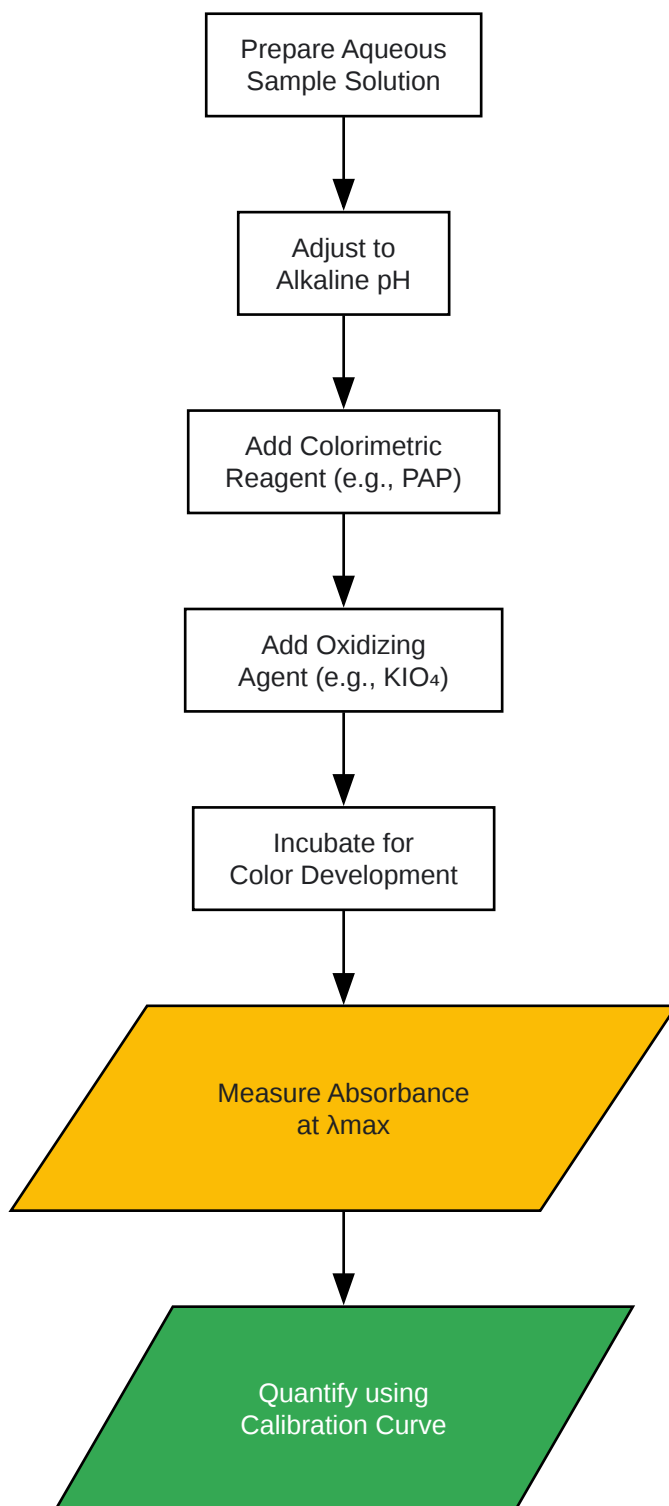 Prepare Aqueous
Sample Solution
Adjust to
Alkaline pH
Add Colorimetric
Reagent (e.g., PAP)
Add Oxidizing
Agent (e.g., KIO₄)
Incubate for
Color Development
Measure Absorbance
at λmax
Quantify using
Calibration Curve